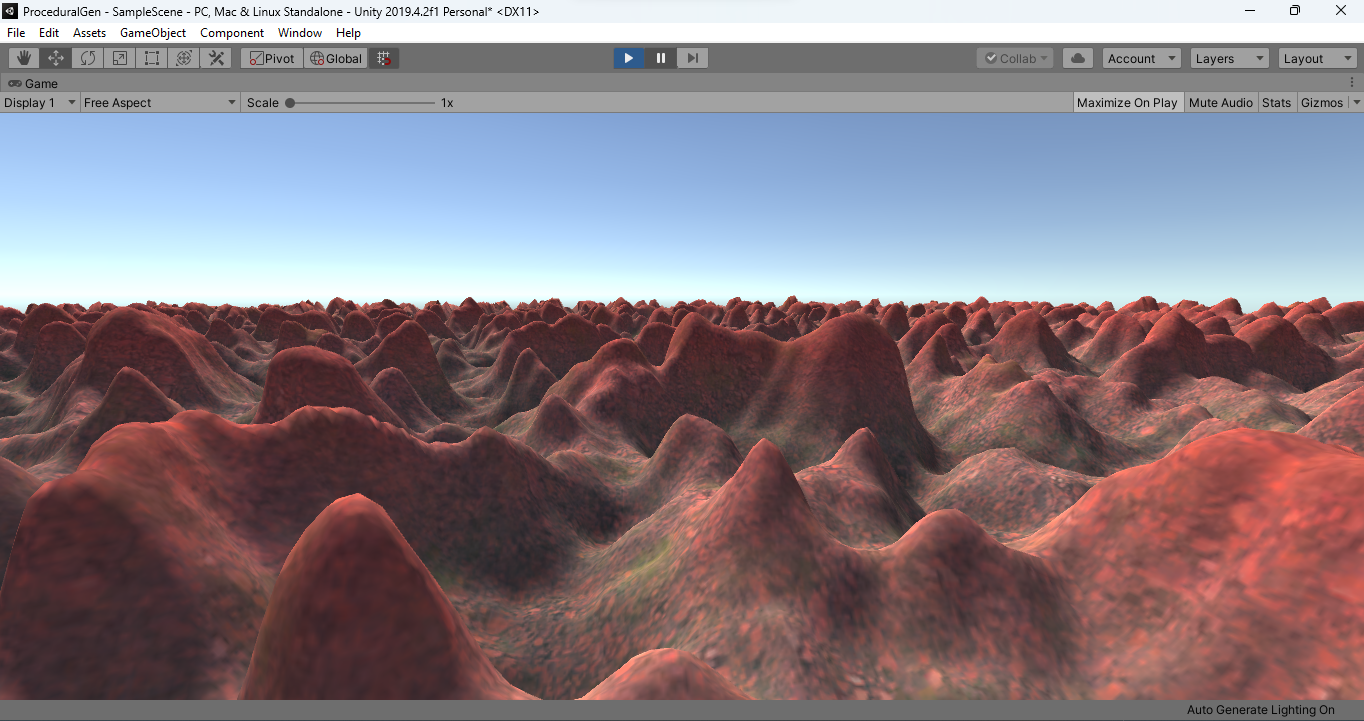 ProceduralGen - SampleScene - PC, Mac & Linux Standalone - Unity 2019.4.2f1 Personal* <DX11>
File Edit Assets GameObject Component Window Help
Pivot Global Collab Account Layers Layout
Game
Display 1 Free Aspect Scale 1x Maximize On Play Mute Audio Stats Gizmos
Auto Generate Lighting On